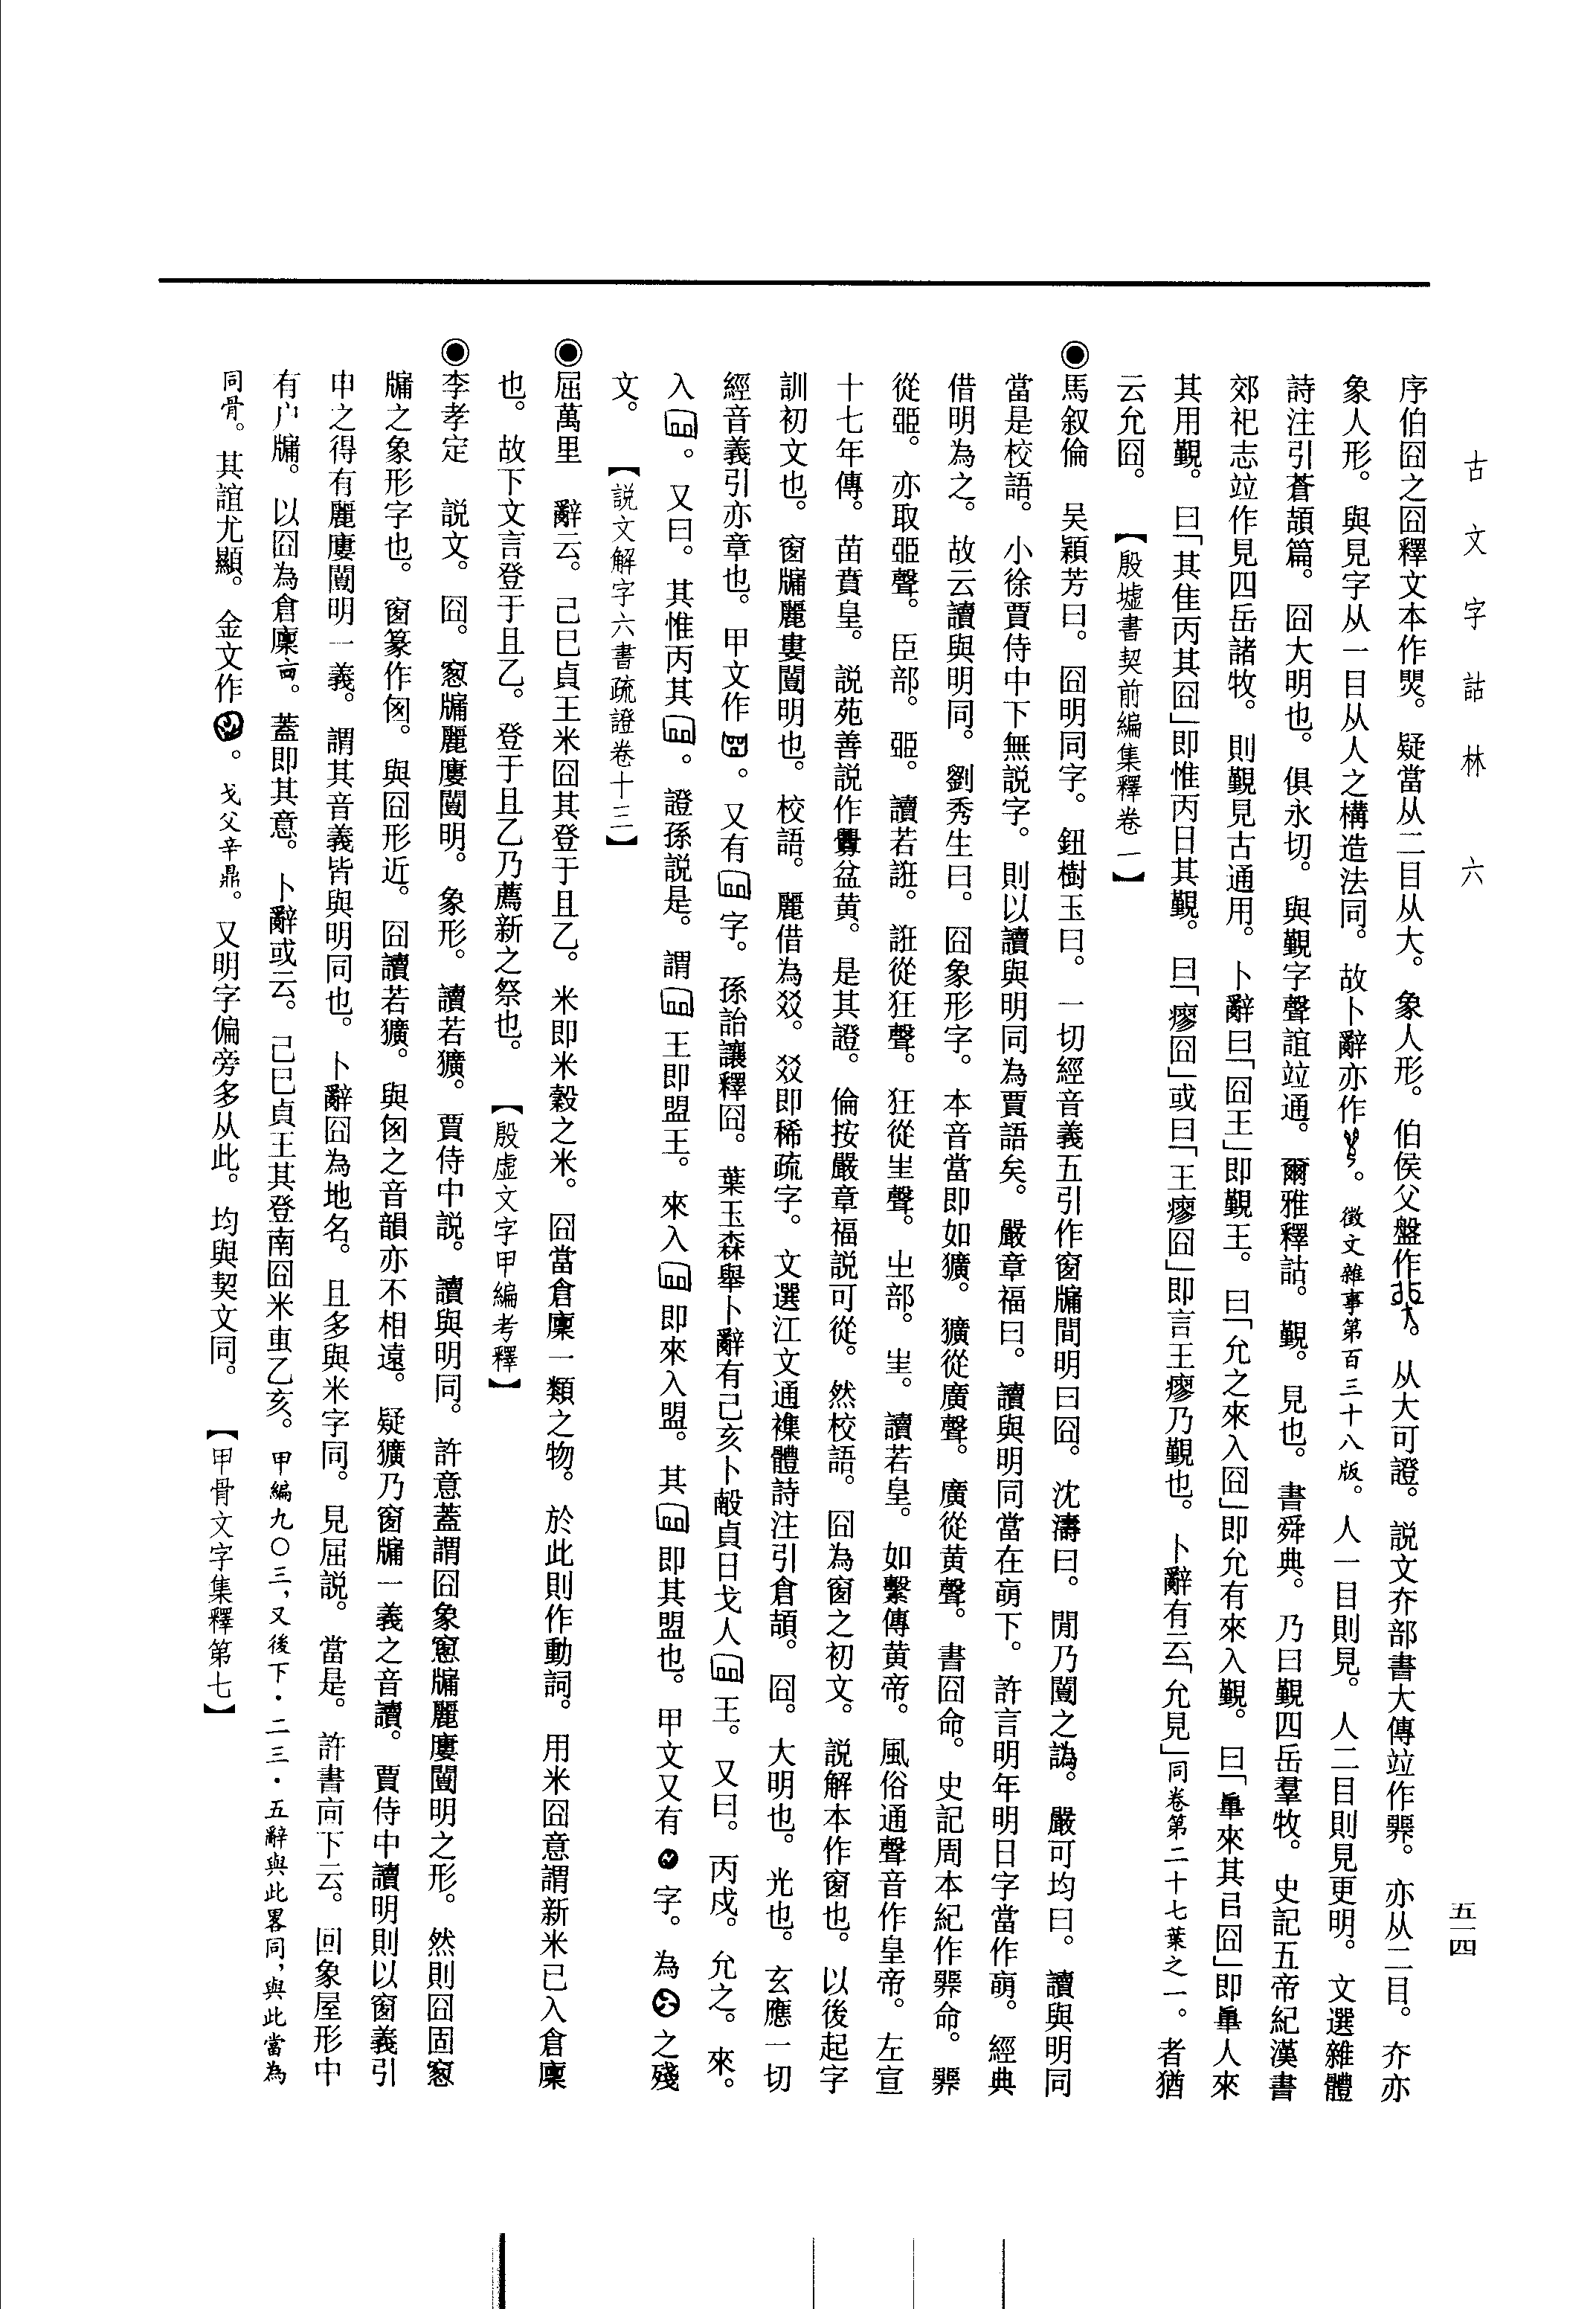 古文字詁林 六
五一四
序伯囧之囧釋文本作煛。疑當从二目从大。象人形。伯侯父盤作。从大可證。説文夰部書大傳竝作臩。亦从二目。夰亦
象人形。與見字从一目从人之構造法同。故卜辭亦作。徵文雜事第百三十八版。人一目則見。人二目則見更明。文選雜體
詩注引蒼頡篇。囧大明也。俱永切。與覲字聲誼竝通。爾雅釋詁。覲。見也。書舜典。乃曰覲四岳羣牧。史記五帝紀漢書
郊祀志竝作見四岳諸牧。則覲見古通用。卜辭曰「囧王」即覲王。曰「允之來入囧」即允有來入覲。曰「來其㠯囧」即人來
其用覲。曰「其隹丙其囧」即惟丙日其覲。曰「瘳囧」或曰「王瘳囧」即言王瘳乃覲也。卜辭有云「允見」同卷第二十七葉之一。者猶
云允囧。【殷墟書契前編集釋卷一】
◉馬叙倫　吴穎芳曰。囧明同字。鈕樹玉曰。一切經音義五引作窗牖間明曰囧。沈濤曰。閒乃闓之譌。嚴可均曰。讀與明同
當是校語。小徐賈侍中下無説字。則以讀與明同為賈語矣。嚴章福曰。讀與明同當在萌下。許言明年明日字當作萌。經典
借明為之。故云讀與明同。劉秀生曰。囧象形字。本音當即如獷。獷從廣聲。廣從黄聲。書囧命。史記周本紀作臩命。臩
從𦣞。亦取𦣞聲。臣部。𦣞。讀若誑。誑從狂聲。狂從㞷聲。㞢部。㞷。讀若皇。如繫傳黄帝。風俗通聲音作皇帝。左宣
十七年傳。苗賁皇。説苑善説作釁盆黄。是其證。倫按嚴章福説可從。然校語。囧為窗之初文。説解本作窗也。以後起字
訓初文也。窗牖麗婁闓明也。校語。麗借為㸚。㸚即稀疏字。文選江文通襍體詩注引倉頡。囧。大明也。光也。玄應一切
經音義引亦章也。甲文作。又有字。孫詒讓釋囧。葉玉森舉卜辭有己亥卜㱿貞日戈人王。又曰。丙戌。允之。來。
入。又曰。其惟丙其。證孫説是。謂王即盟王。來入即來入盟。其即其盟也。甲文又有字。為之殘
文。【説文解字六書疏證卷十三】
◉屈萬里　辭云。己巳貞王米囧其登于且乙。米即米穀之米。囧當倉廩一類之物。於此則作動詞。用米囧意謂新米已入倉廩
也。故下文言登于且乙。登于且乙乃薦新之祭也。【殷虚文字甲編考釋】
◉李孝定　説文。囧。窻牖麗廔闓明。象形。讀若獷。賈侍中説。讀與明同。許意蓋謂囧象窻牖麗廔闓明之形。然則囧固窻
牖之象形字也。窗篆作囪。與囧形近。囧讀若獷。與囪之音韻亦不相遠。疑獷乃窗牖一義之音讀。賈侍中讀明則以窗義引
申之得有麗廔闓明一義。謂其音義皆與明同也。卜辭囧為地名。且多與米字同。見屈説。當是。許書㐭下云。回象屋形中
有户牖。以囧為倉廩㐭。蓋即其意。卜辭或云。己巳貞王其登南囧米叀乙亥。甲編九〇三，又後下・二三・五辭與此畧同，與此當為
同骨。其誼尤顯。金文作。戈父辛鼎。又明字偏旁多从此。均與契文同。【甲骨文字集釋第七】